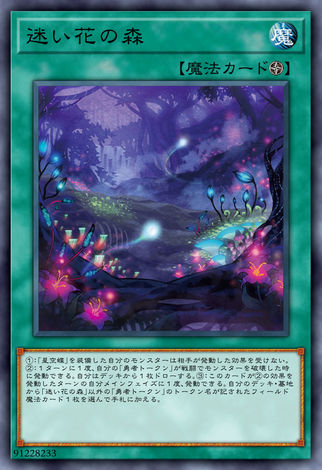 迷い花の森
魔
【魔法カード】
①:「星空蝶」を装備した自分のモンスターは相手が発動した効果を受けない。
②:1ターンに1度、自分の「勇者トークン」が戦闘でモンスターを破壊した時
に発動できる。自分はデッキから1枚ドローする。③:このカードが②の効果を
発動したターンの自分メインフェイズに1度、発動できる。自分のデッキ・墓地
から「迷い花の森」以外の「勇者トークン」のトークン名が記されたフィールド
魔法カード1枚を選んで手札に加える。
91228233